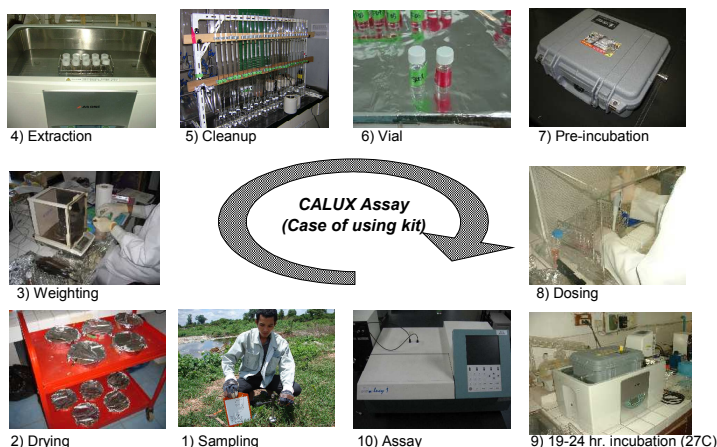 4) Extraction
5) Cleanup
6) Vial
7) Pre-incubation
CALUX Assay
(Case of using kit)
3) Weighting
8) Dosing
2) Drying
1) Sampling
10) Assay
9) 19-24 hr. incubation (27C)